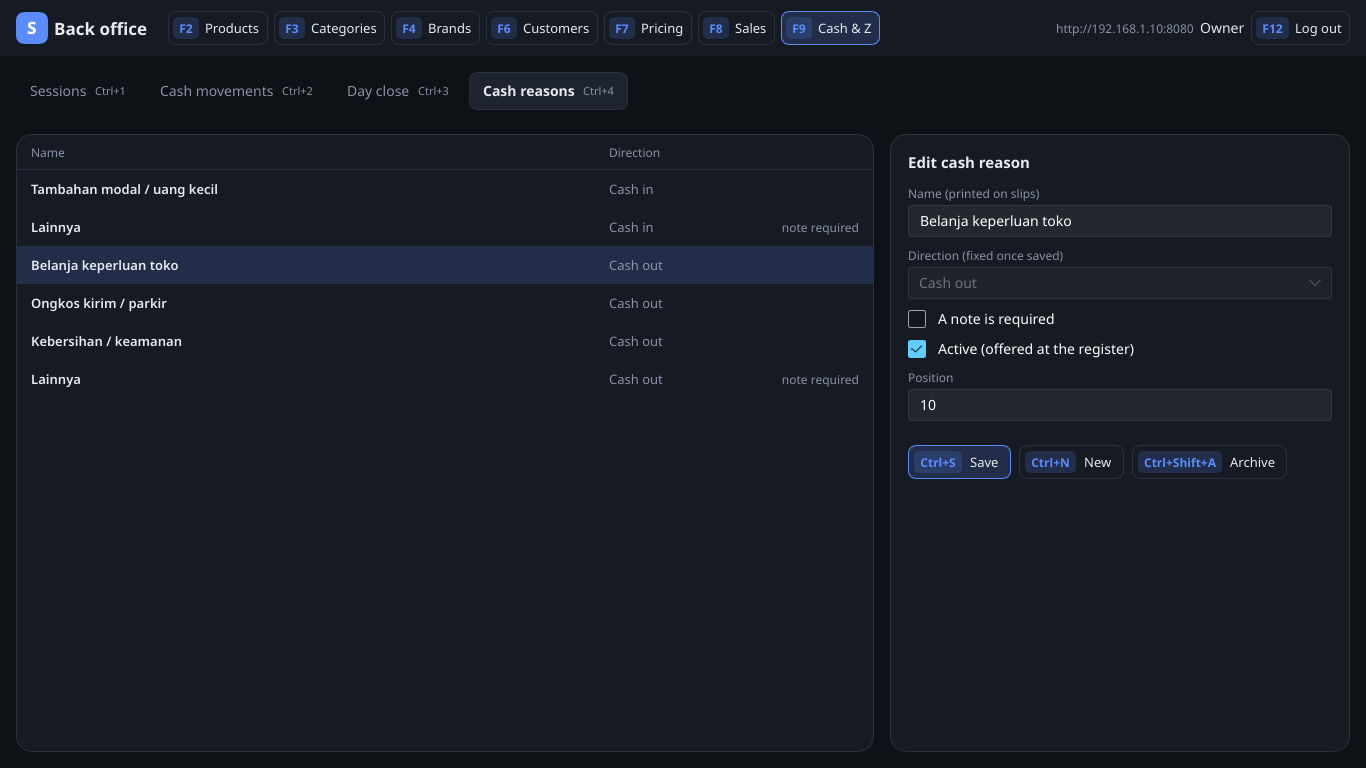 S Back office F2 Products F3 Categories F4 Brands F6 Customers F7 Pricing F8 Sales F9 Cash & Z http://192.168.1.10:8080 Owner F12 Log out
Sessions Ctrl+1 Cash movements Ctrl+2 Day close Ctrl+3 Cash reasons Ctrl+4
Name Direction
Tambahan modal / uang kecil Cash in
Lainnya Cash in note required
Belanja keperluan toko Cash out
Ongkos kirim / parkir Cash out
Kebersihan / keamanan Cash out
Lainnya Cash out note required
Edit cash reason
Name (printed on slips)
Belanja keperluan toko
Direction (fixed once saved)
Cash out
A note is required
Active (offered at the register)
Position
10
Ctrl+S Save Ctrl+N New Ctrl+Shift+A Archive